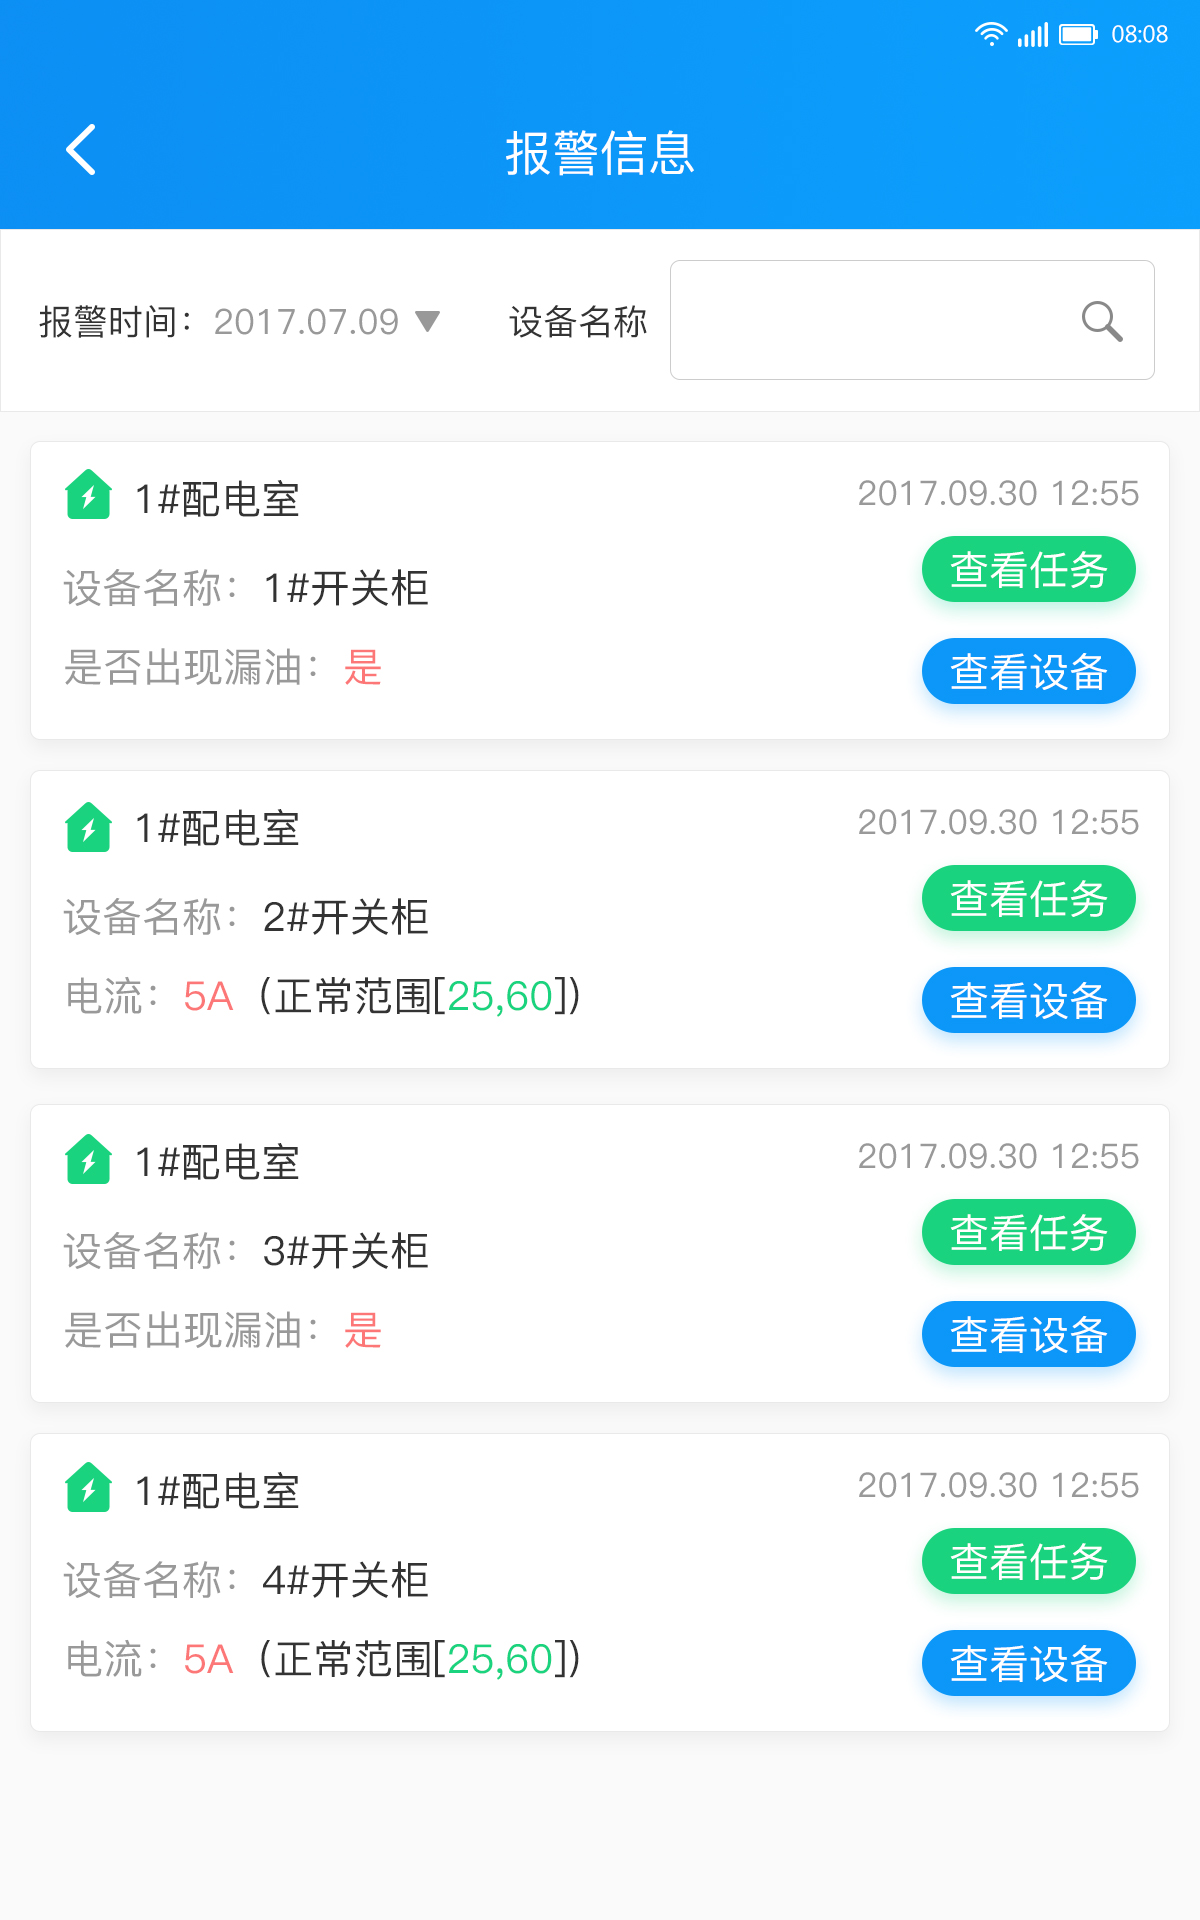 08:08
报警信息
报警时间：2017.07.09 设备名称
1#配电室 2017.09.30 12:55
查看任务
设备名称：1#开关柜
是否出现漏油：是
查看设备
1#配电室 2017.09.30 12:55
查看任务
设备名称：2#开关柜
电流：5A（正常范围[25,60]）
查看设备
1#配电室 2017.09.30 12:55
查看任务
设备名称：3#开关柜
是否出现漏油：是
查看设备
1#配电室 2017.09.30 12:55
查看任务
设备名称：4#开关柜
电流：5A（正常范围[25,60]）
查看设备